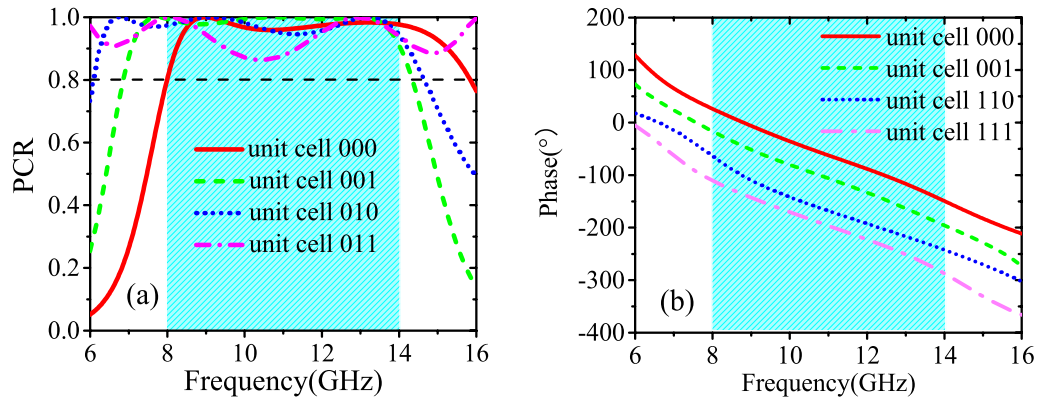 1.0
0.8
0.6
0.4
0.2
0.0
PCR
unit cell 000
unit cell 001
unit cell 010
unit cell 011
(a)
6 8 10 12 14 16
Frequency(GHz)
200
100
0
-100
-200
-300
-400
Phase(°)
unit cell 000
unit cell 001
unit cell 110
unit cell 111
(b)
6 8 10 12 14 16
Frequency(GHz)